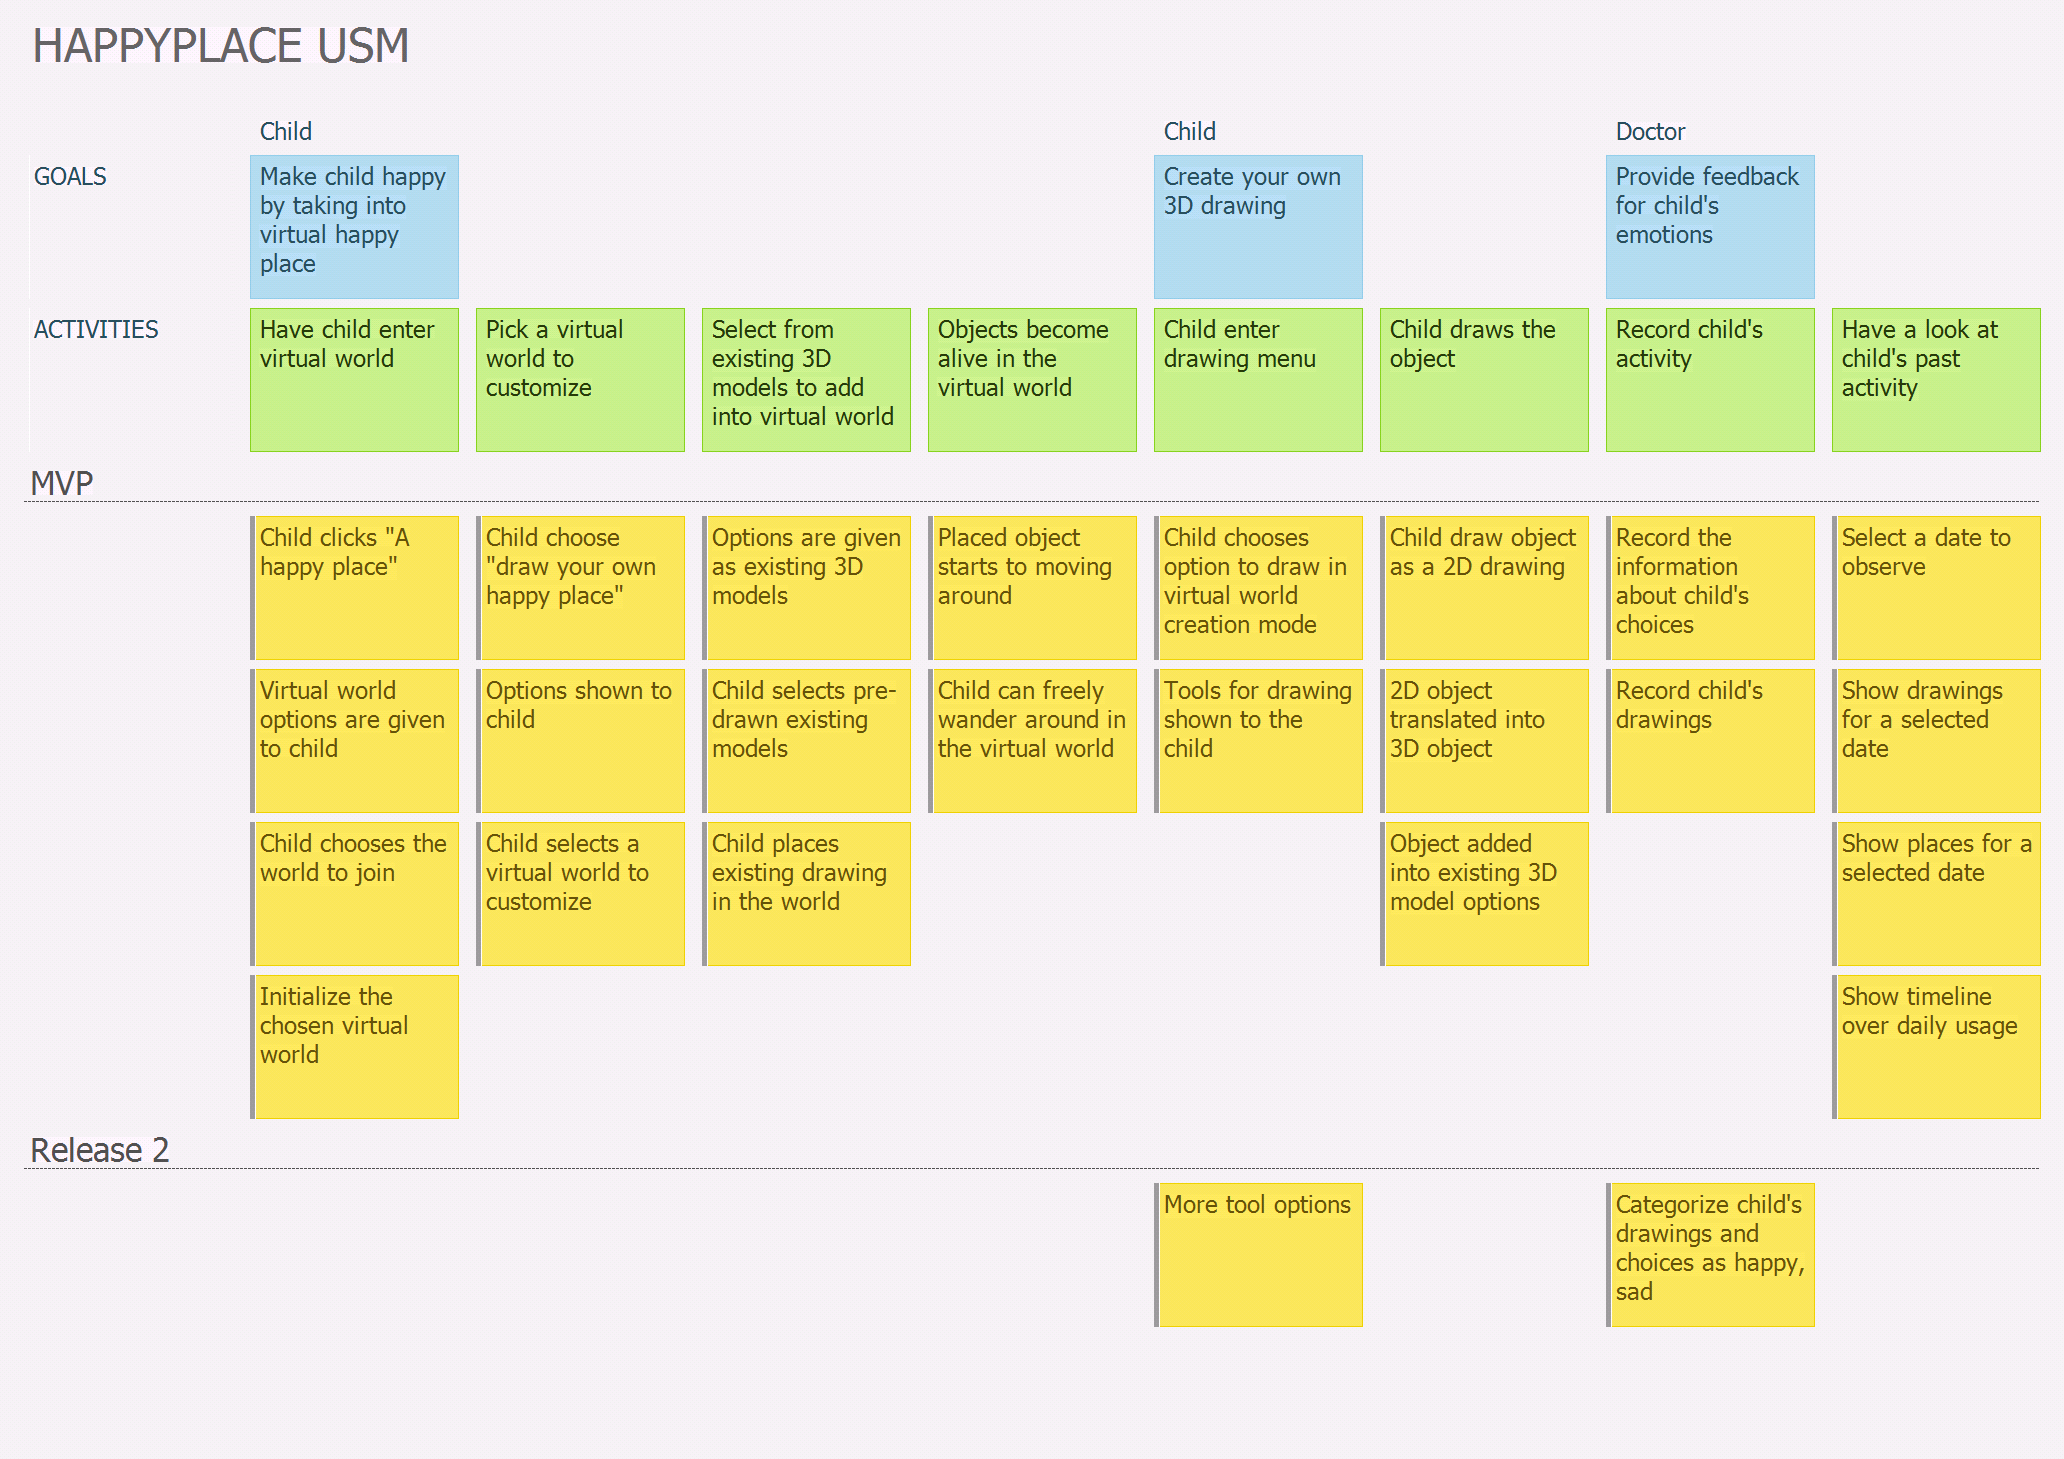 HAPPYPLACE USM
Child
Child
Doctor
GOALS
Make child happy
by taking into
virtual happy
place
Create your own
3D drawing
Provide feedback
for child's
emotions
ACTIVITIES
Have child enter
virtual world
Pick a virtual
world to
customize
Select from
existing 3D
models to add
into virtual world
Objects become
alive in the
virtual world
Child enter
drawing menu
Child draws the
object
Record child's
activity
Have a look at
child's past
activity
MVP
Child clicks "A
happy place"
Child choose
"draw your own
happy place"
Options are given
as existing 3D
models
Placed object
starts to moving
around
Child chooses
option to draw in
virtual world
creation mode
Child draw object
as a 2D drawing
Record the
information
about child's
choices
Select a date to
observe
Virtual world
options are given
to child
Options shown to
child
Child selects pre-
drawn existing
models
Child can freely
wander around in
the virtual world
Tools for drawing
shown to the
child
2D object
translated into
3D object
Record child's
drawings
Show drawings
for a selected
date
Child chooses the
world to join
Child selects a
virtual world to
customize
Child places
existing drawing
in the world
Object added
into existing 3D
model options
Show places for a
selected date
Initialize the
chosen virtual
world
Show timeline
over daily usage
Release 2
More tool options
Categorize child's
drawings and
choices as happy,
sad